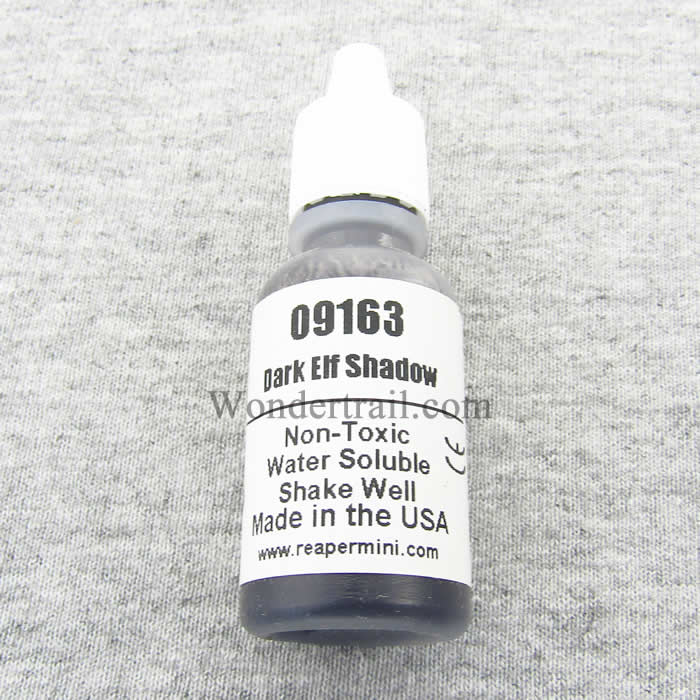 09163
Dark Elf Shadow
Wondertrail.com
Non-Toxic
Water Soluble
CE
Shake Well
Made in the USA
www.reapermini.com